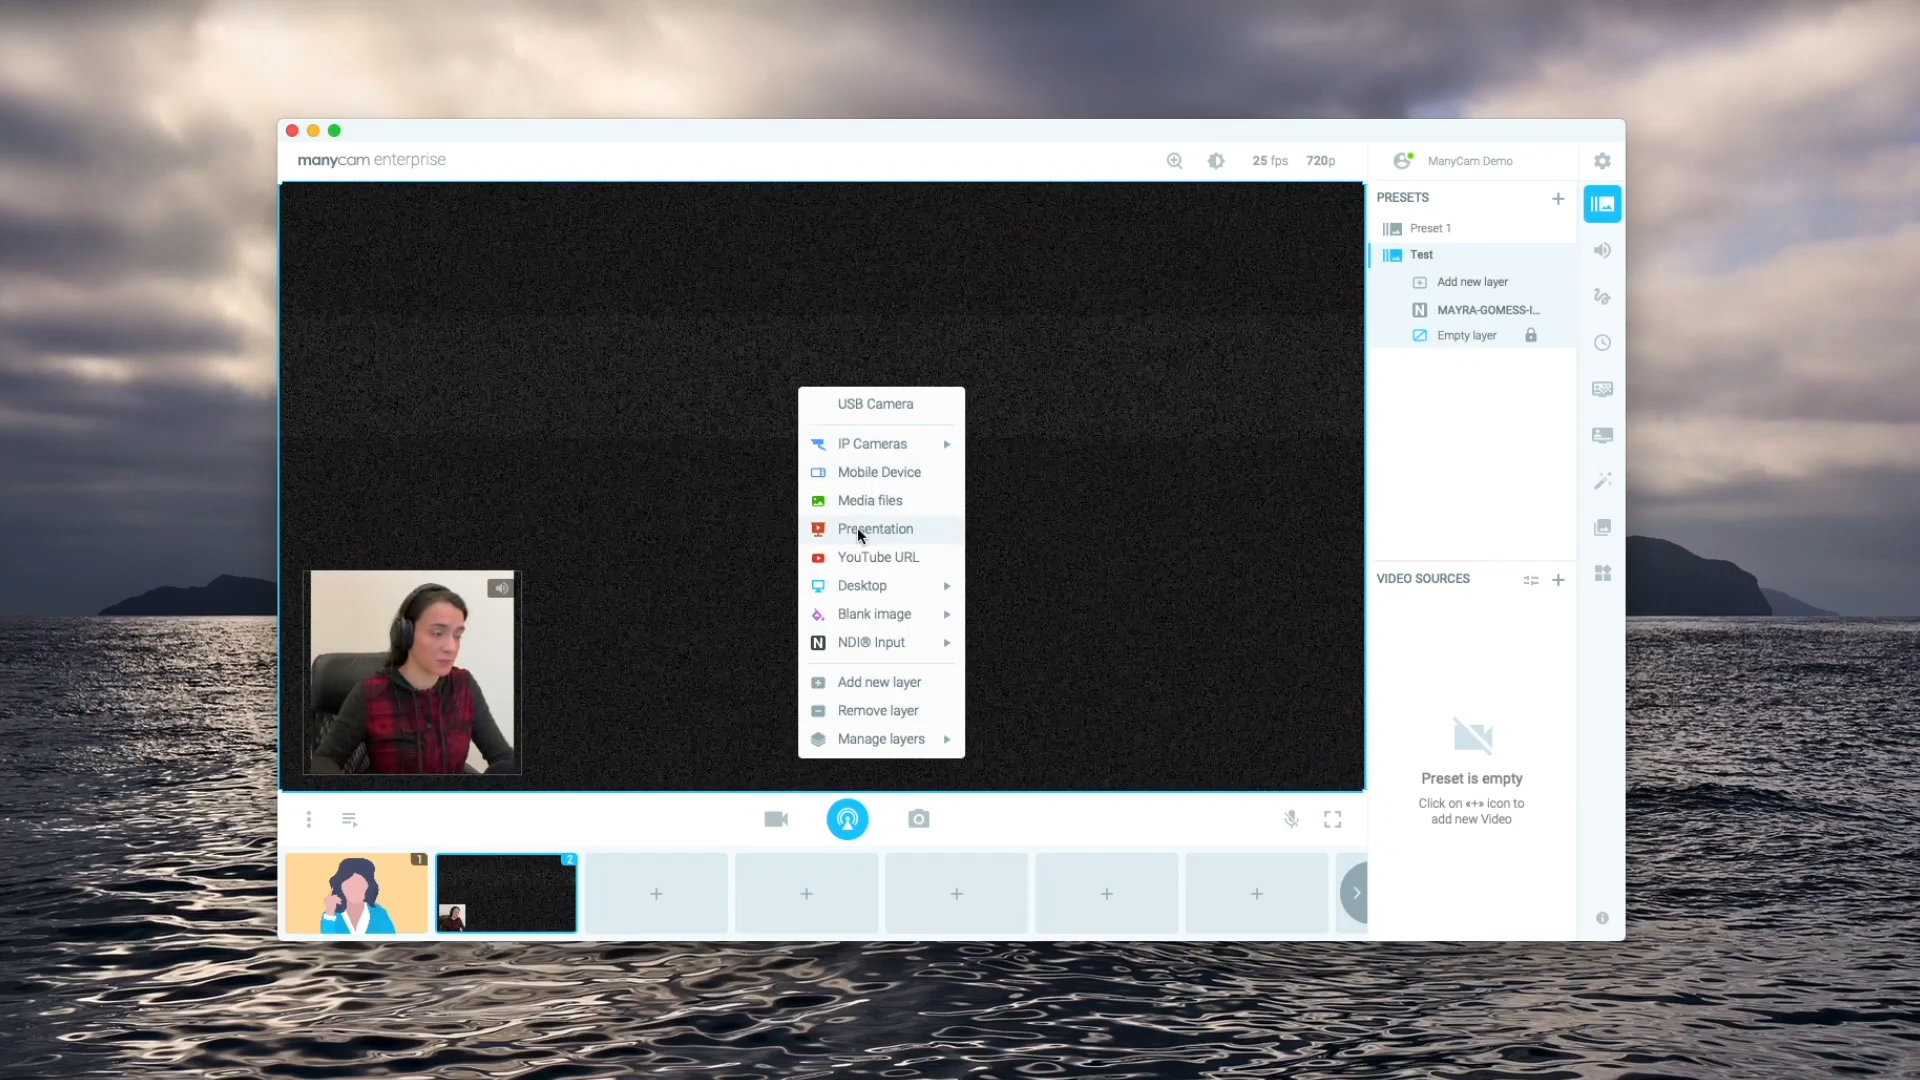 manycam enterprise
25 fps
720p
ManyCam Demo
PRESETS
Preset 1
Test
Add new layer
MAYRA-GOMESS-I...
Empty layer
USB Camera
IP Cameras
Mobile Device
Media files
Presentation
YouTube URL
Desktop
Blank image
N NDI® Input
Add new layer
Remove layer
Manage layers
VIDEO SOURCES
Preset is empty
Click on «+» icon to
add new Video
1
2